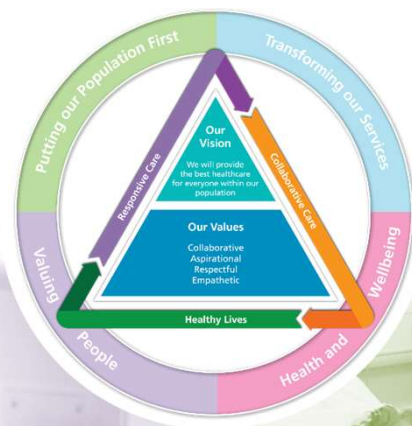 Putting our Population First
Transforming our Services
Responsive Care
Our
Vision
We will provide
the best healthcare
for everyone within our
population
Collaborative Care
Our Values
Collaborative
Aspirational
Respectful
Empathetic
Healthy Lives
Valuing People
Health and Wellbeing